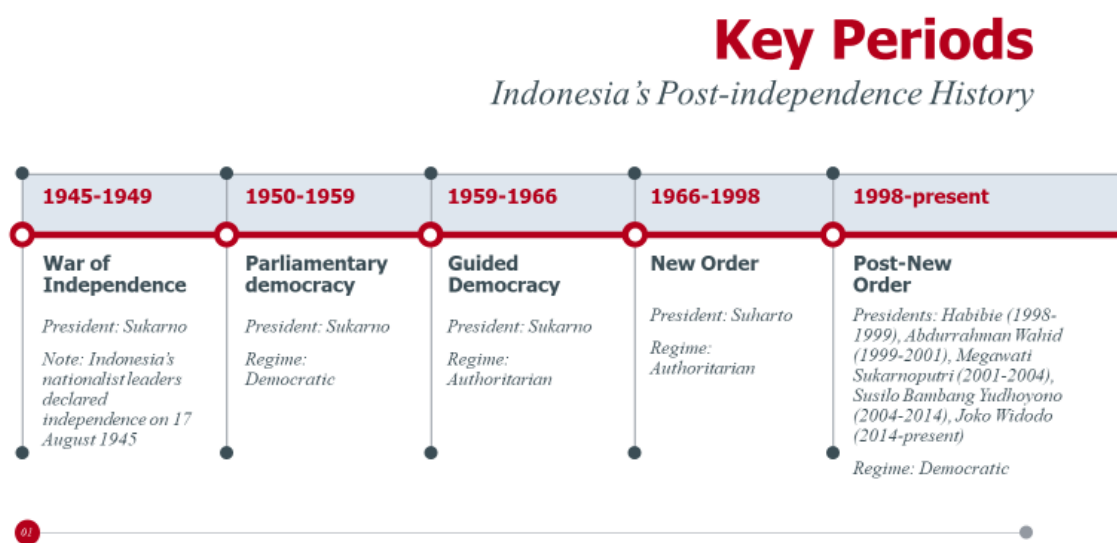 Key Periods
Indonesia's Post-independence History
1945-1949
War of
Independence
President: Sukarno
Note: Indonesia's
nationalist leaders
declared
independence on 17
August 1945
1950-1959
Parliamentary
democracy
President: Sukarno
Regime:
Democratic
1959-1966
Guided
Democracy
President: Sukarno
Regime:
Authoritarian
1966-1998
New Order
President: Suharto
Regime:
Authoritarian
1998-present
Post-New
Order
Presidents: Habibie (1998-
1999), Abdurrahman Wahid
(1999-2001), Megawati
Sukarnoputri (2001-2004),
Susilo Bambang Yudhoyono
(2004-2014), Joko Widodo
(2014-present)
Regime: Democratic
01